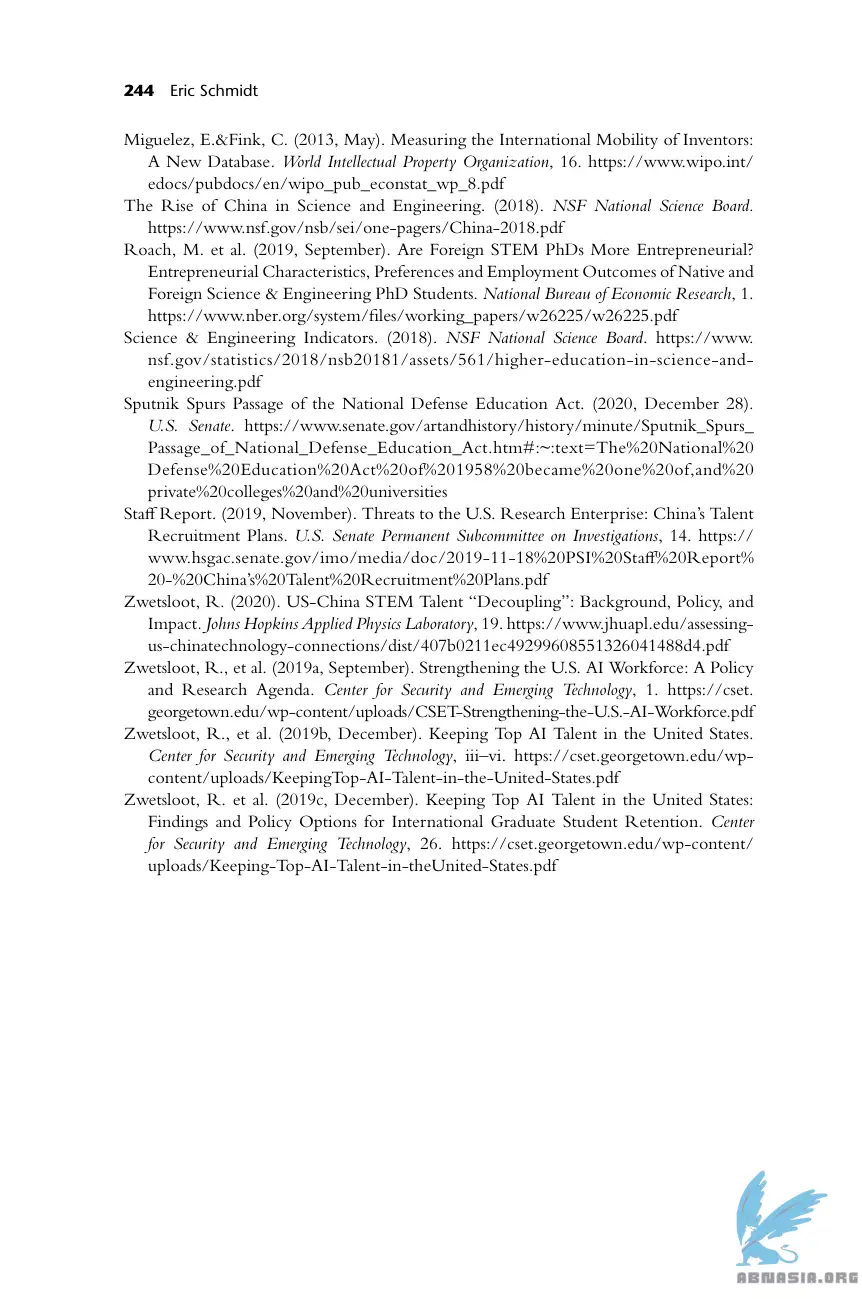 244 Eric Schmidt
Miguelez, E.&Fink, C. (2013, May). Measuring the International Mobility of Inventors:
A New Database. World Intellectual Property Organization, 16. https://www.wipo.int/
edocs/pubdocs/en/wipo_pub_econstat_wp_8.pdf
The Rise of China in Science and Engineering. (2018). NSF National Science Board.
https://www.nsf.gov/nsb/sei/one-pagers/China-2018.pdf
Roach, M. et al. (2019, September). Are Foreign STEM PhDs More Entrepreneurial?
Entrepreneurial Characteristics, Preferences and Employment Outcomes of Native and
Foreign Science & Engineering PhD Students. National Bureau of Economic Research, 1.
https://www.nber.org/system/files/working_papers/w26225/w26225.pdf
Science & Engineering Indicators. (2018). NSF National Science Board. https://www.
nsf.gov/statistics/2018/nsb20181/assets/561/higher-education-in-science-and-
engineering.pdf
Sputnik Spurs Passage of the National Defense Education Act. (2020, December 28).
U.S. Senate. https://www.senate.gov/artandhistory/history/minute/Sputnik_Spurs_
Passage_of_National_Defense_Education_Act.htm#:~:text=The%20National%20
Defense%20Education%20Act%20of%201958%20became%20one%20of,and%20
private%20colleges%20and%20universities
Staff Report. (2019, November). Threats to the U.S. Research Enterprise: China’s Talent
Recruitment Plans. U.S. Senate Permanent Subcommittee on Investigations, 14. https://
www.hsgac.senate.gov/imo/media/doc/2019-11-18%20PSI%20Staff%20Report%
20-%20China’s%20Talent%20Recruitment%20Plans.pdf
Zwetsloot, R. (2020). US-China STEM Talent “Decoupling”: Background, Policy, and
Impact. Johns Hopkins Applied Physics Laboratory, 19. https://www.jhuapl.edu/assessing-
us-chinatechnology-connections/dist/407b0211ec49299608551326041488d4.pdf
Zwetsloot, R., et al. (2019a, September). Strengthening the U.S. AI Workforce: A Policy
and Research Agenda. Center for Security and Emerging Technology, 1. https://cset.
georgetown.edu/wp-content/uploads/CSET-Strengthening-the-U.S.-AI-Workforce.pdf
Zwetsloot, R., et al. (2019b, December). Keeping Top AI Talent in the United States.
Center for Security and Emerging Technology, iii–vi. https://cset.georgetown.edu/wp-
content/uploads/KeepingTop-AI-Talent-in-the-United-States.pdf
Zwetsloot, R. et al. (2019c, December). Keeping Top AI Talent in the United States:
Findings and Policy Options for International Graduate Student Retention. Center
for Security and Emerging Technology, 26. https://cset.georgetown.edu/wp-content/
uploads/Keeping-Top-AI-Talent-in-theUnited-States.pdf
ABNASIA.ORG